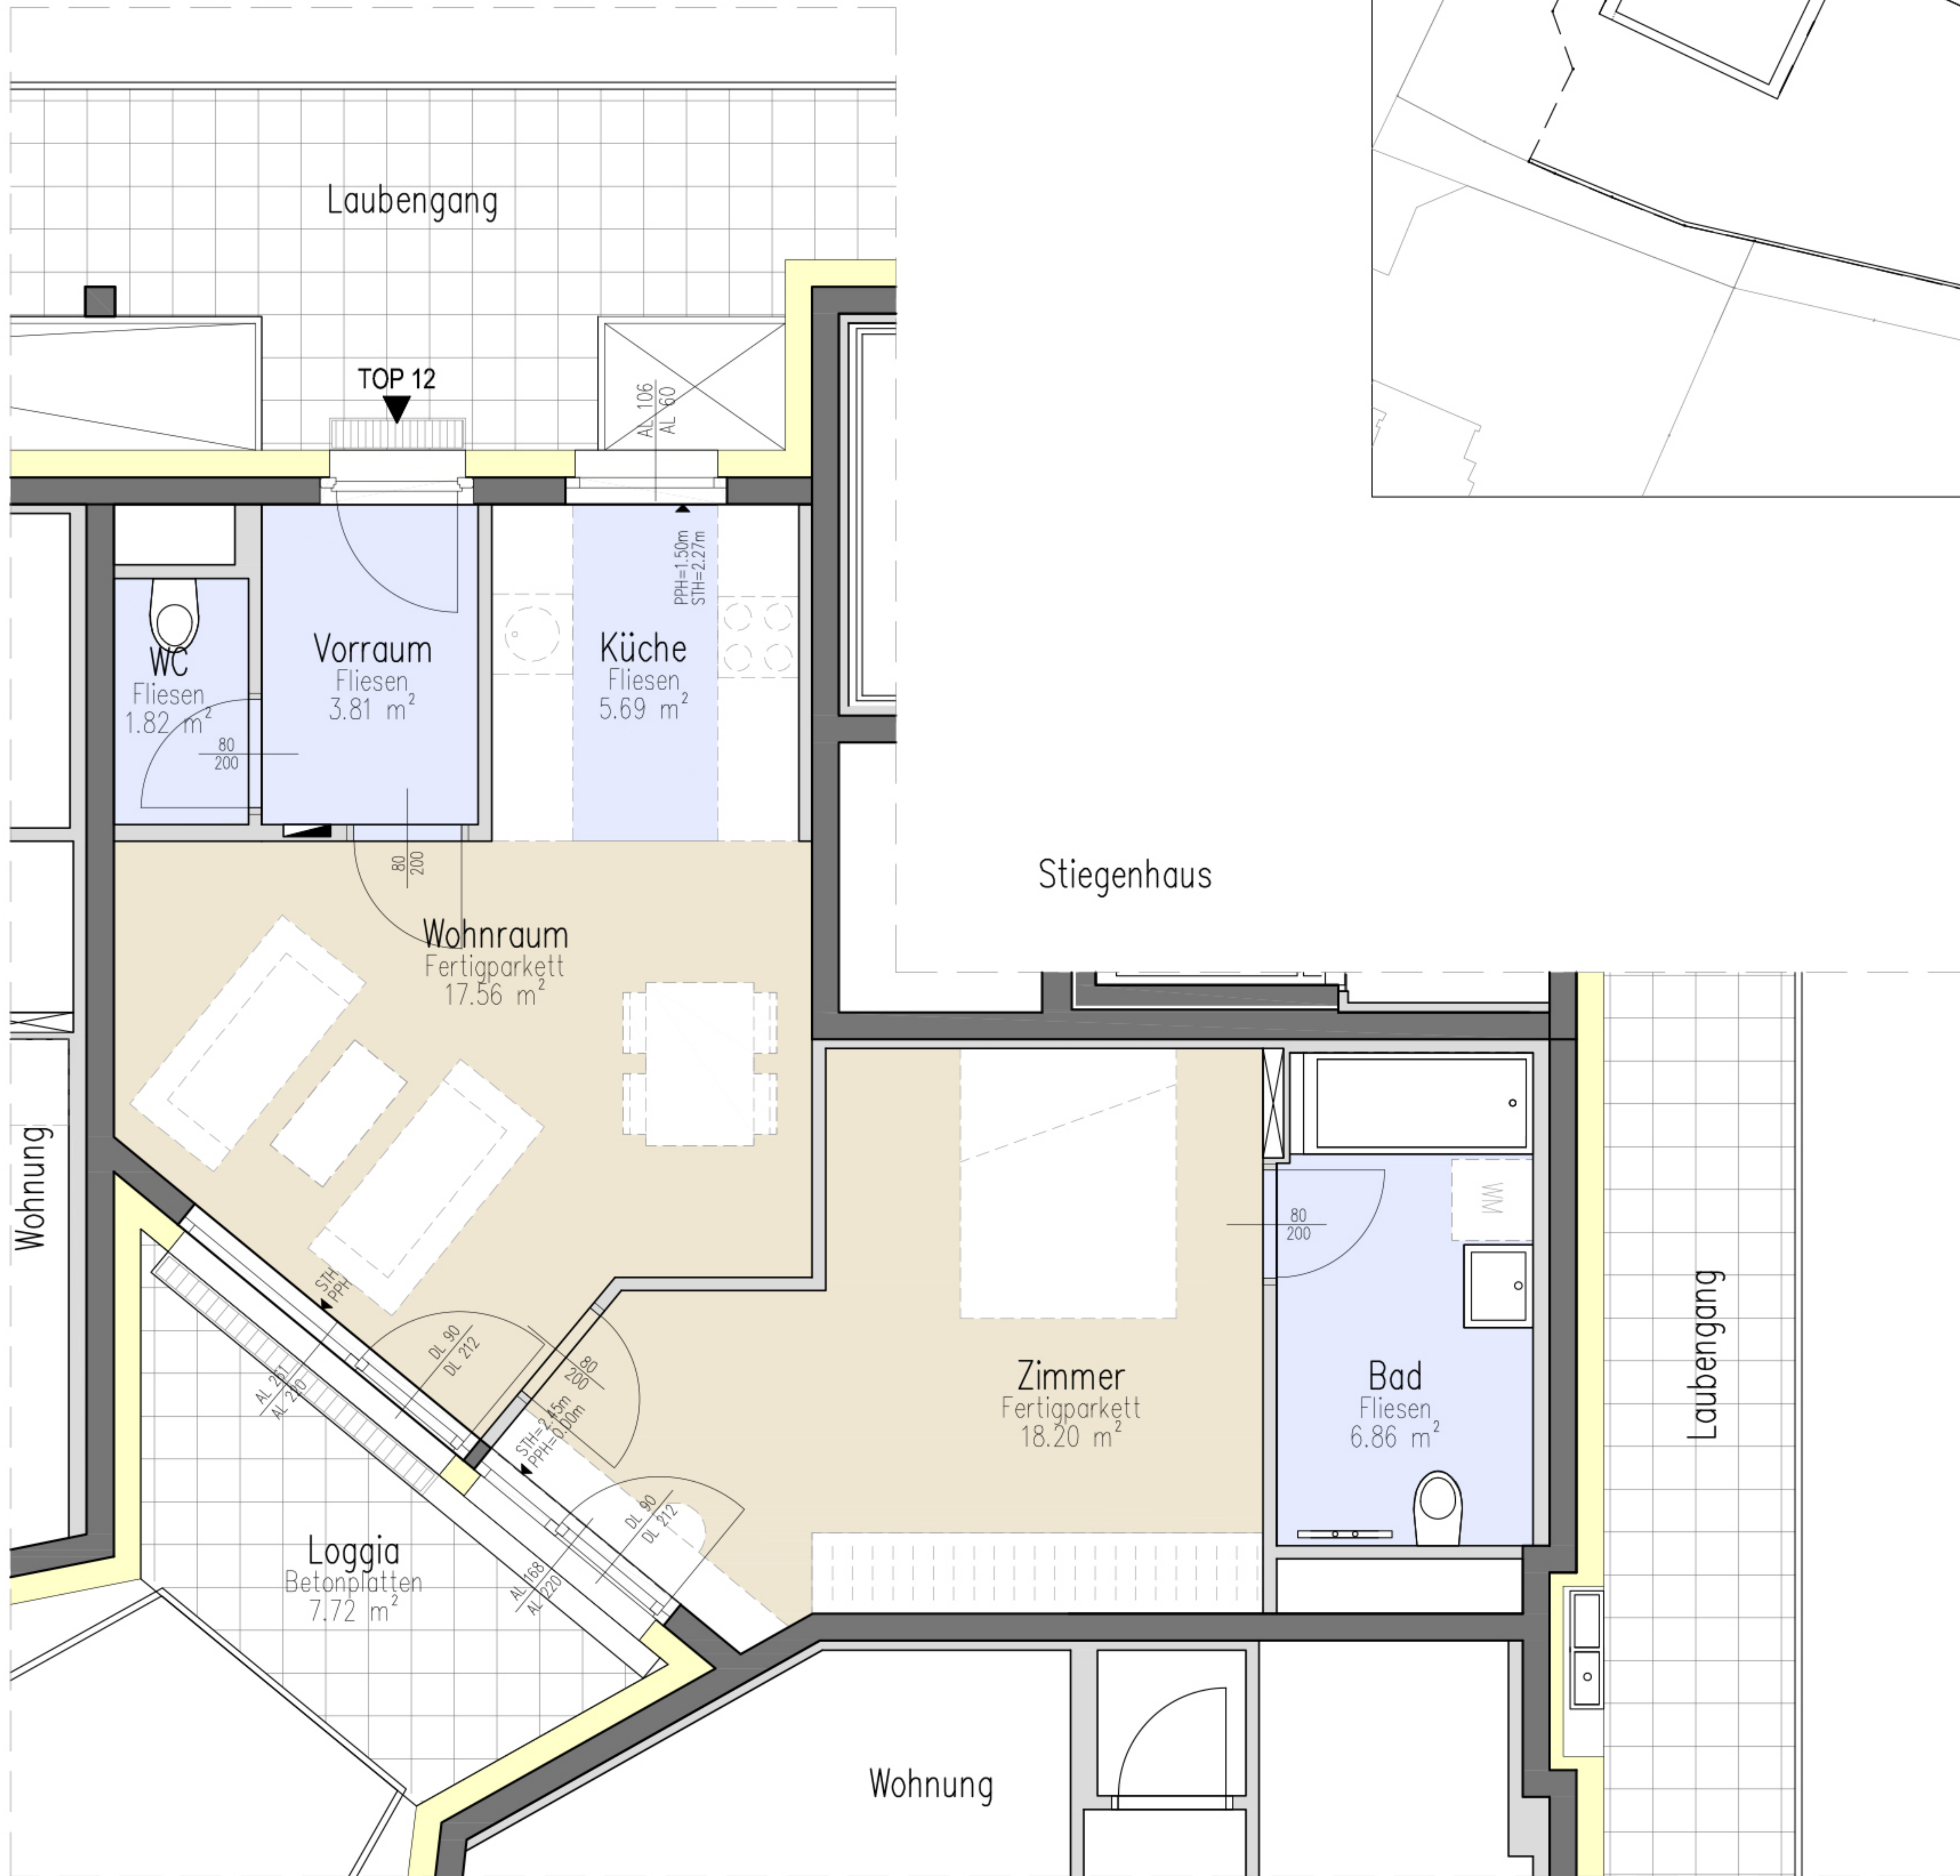 Laubengang
TOP 12
AL 106
AL 60
PPH=1.50m
STH=2.27m
WC
Fliesen
1.82 m²
80
200
Vorraum
Fliesen
3.81 m²
Küche
Fliesen
5.69 m²
80
200
Stiegenhaus
Wohnraum
Fertigparkett
17.56 m²
Wohnung
STH
PPH
DL 90
DL 212
AL 251
AL 220
80
200
STH=2.45m
PPH=0.00m
DL 90
DL 212
AL 168
AL 220
80
200
WM
Zimmer
Fertigparkett
18.20 m²
Bad
Fliesen
6.86 m²
Laubengang
Loggia
Betonplatten
7.72 m²
Wohnung